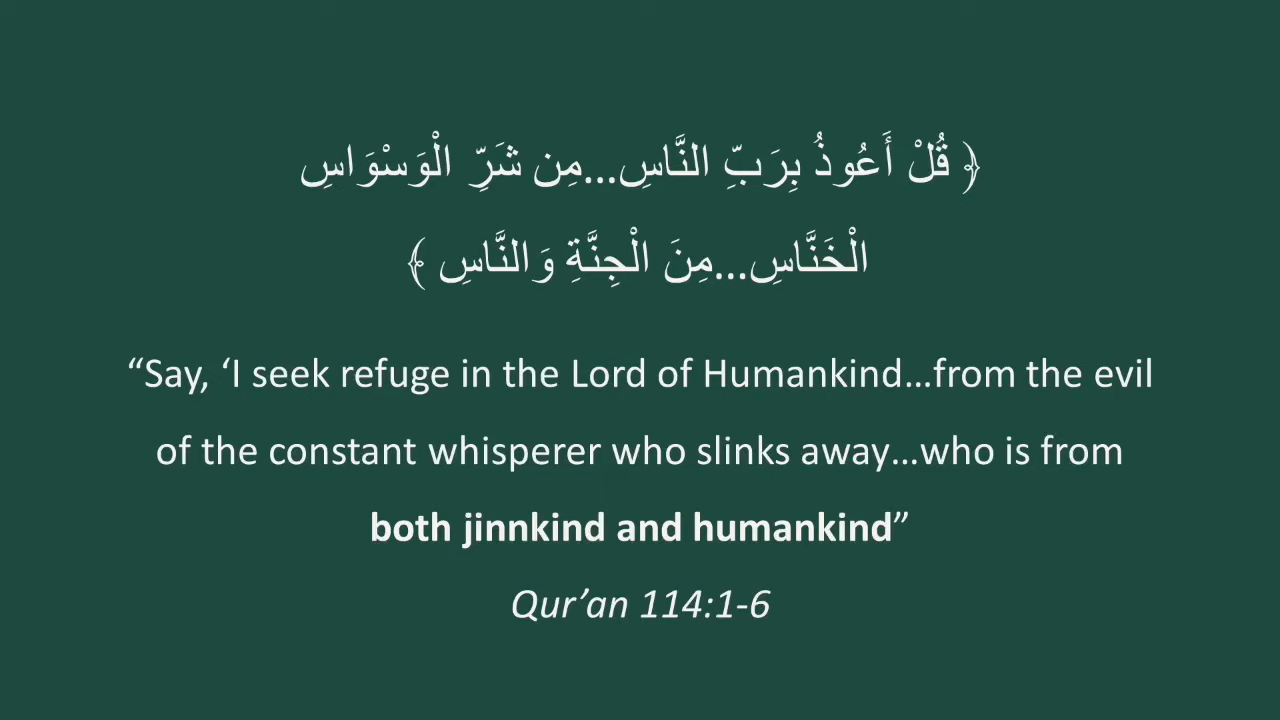 ﴿ قُلْ أَعُوذُ بِرَبِّ النَّاسِ...مِن شَرِّ الْوَسْوَاسِ
الْخَنَّاسِ...مِنَ الْجِنَّةِ وَالنَّاسِ ﴾
“Say, ‘I seek refuge in the Lord of Humankind…from the evil
of the constant whisperer who slinks away…who is from
both jinnkind and humankind”
Qur’an 114:1-6